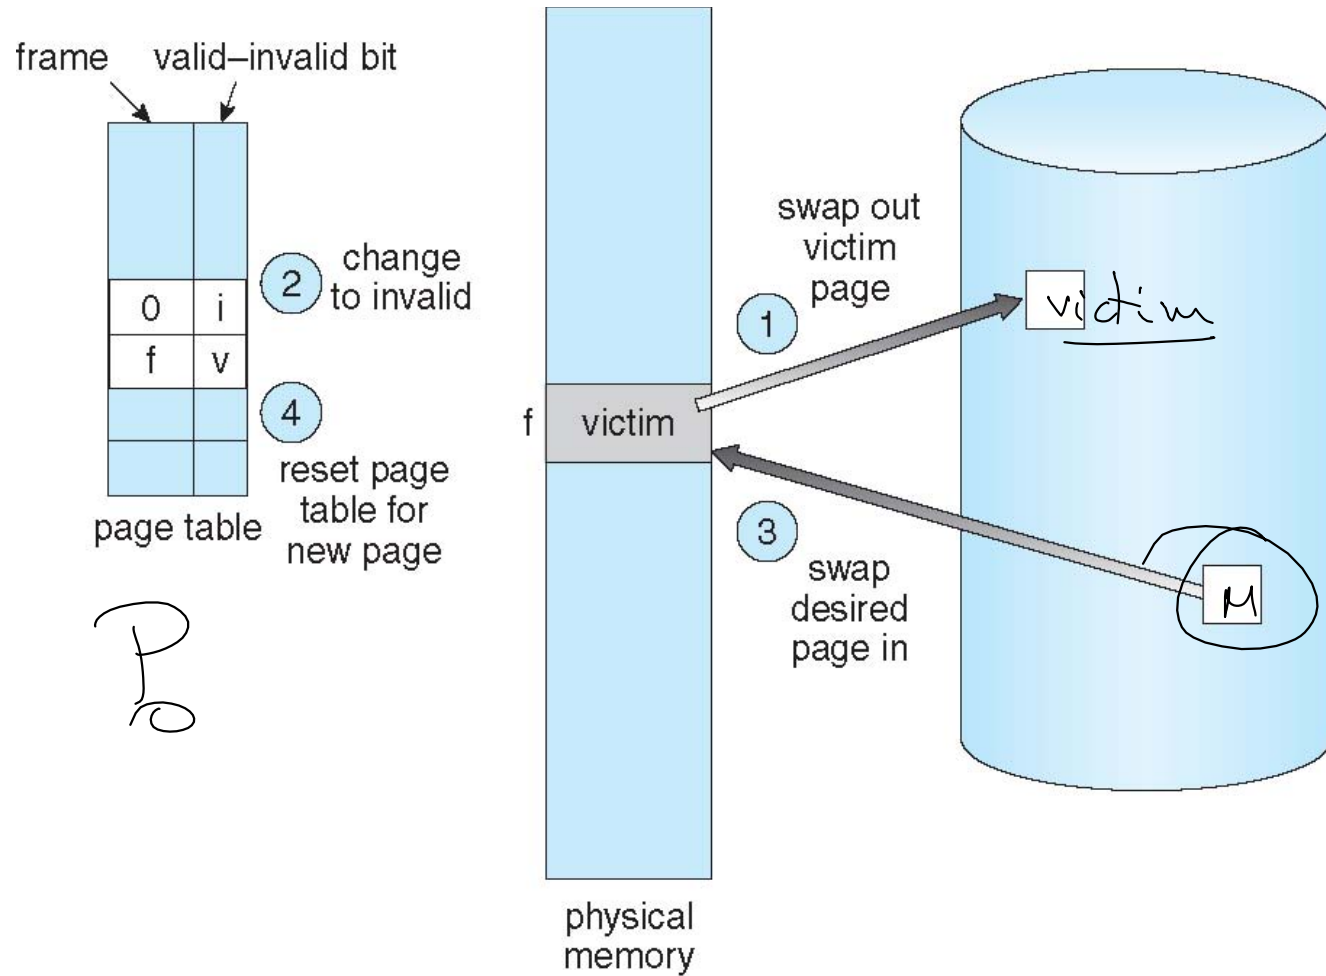 frame
valid–invalid bit
0 i
f v
2
change
to invalid
4
reset page
table for
new page
page table
P0
f
victim
physical
memory
swap out
victim
page
1
3
swap
desired
page in
victim
M